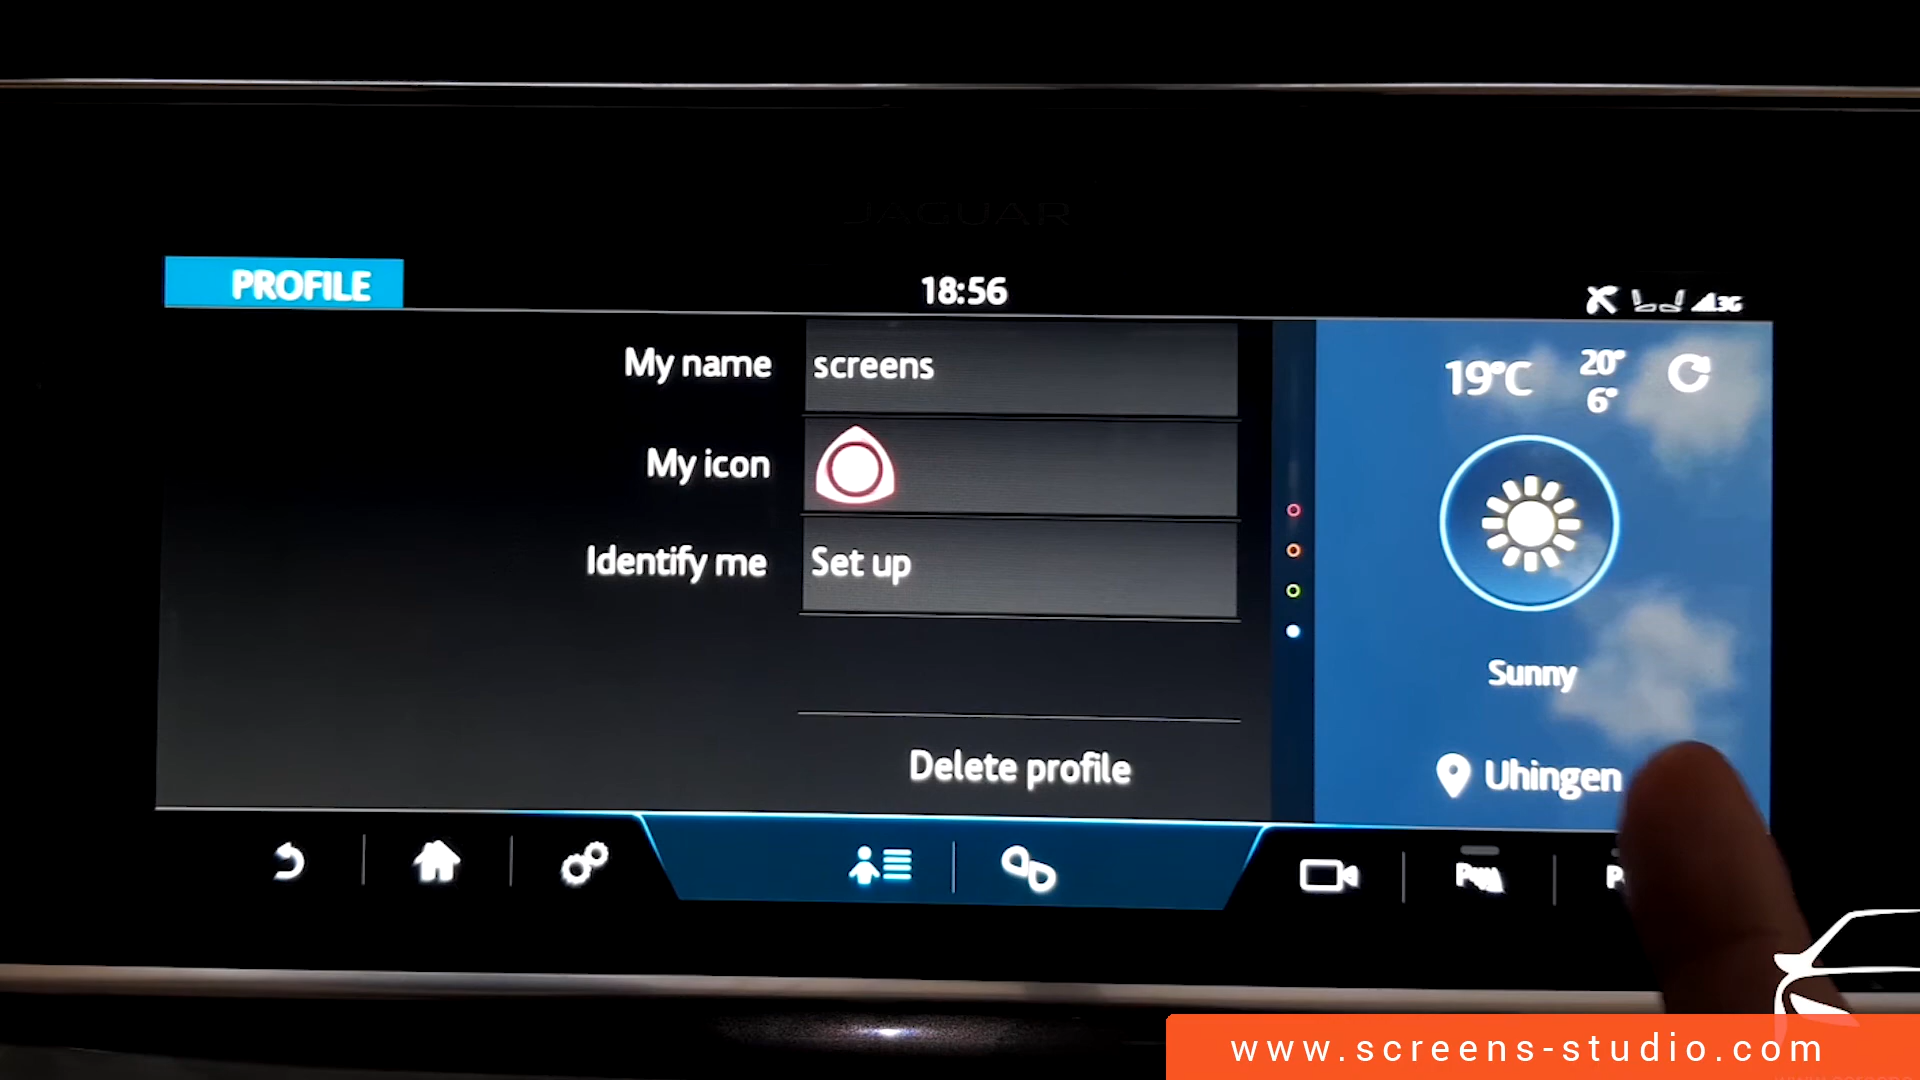 JAGUAR
PROFILE
18:56
3G
My name
screens
19°C
20°
6°
My icon
Identify me
Set up
Sunny
Delete profile
Uhingen
www.screens-studio.com